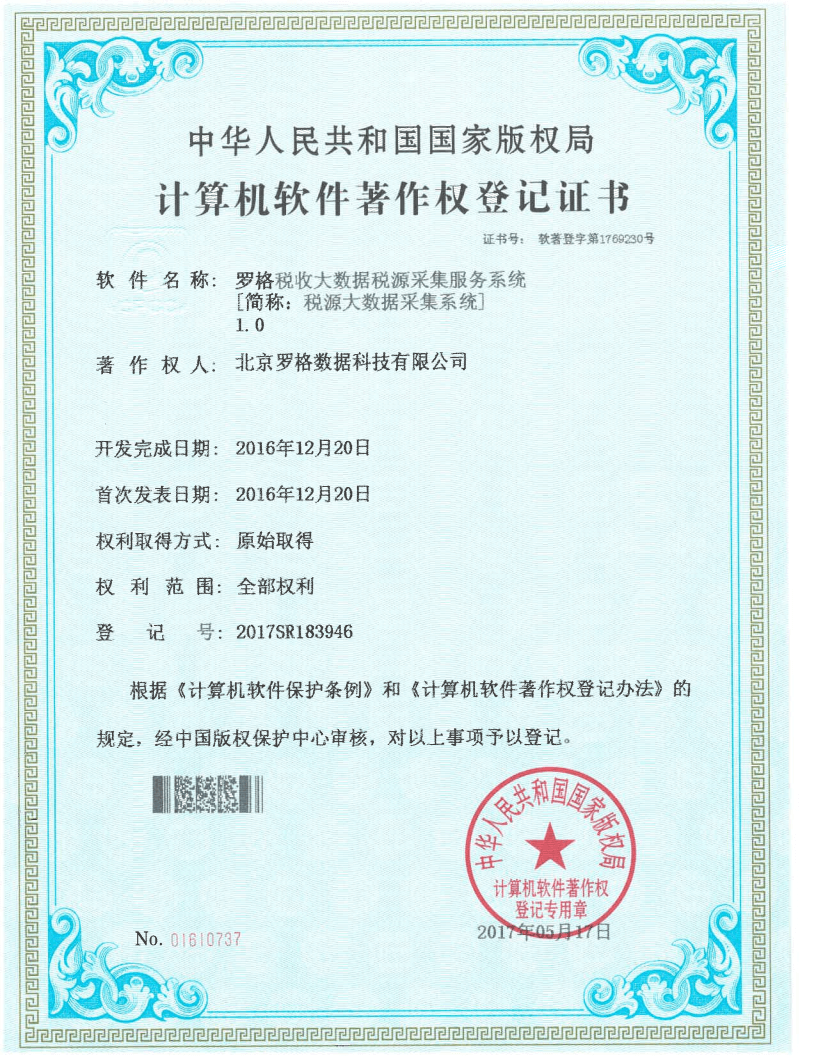 中华人民共和国国家版权局
计算机软件著作权登记证书
证书号： 软著登字第1769230号
软件名称： 罗格税收大数据税源采集服务系统
[简称：税源大数据采集系统]
1.0
著作权人： 北京罗格数据科技有限公司
开发完成日期： 2016年12月20日
首次发表日期： 2016年12月20日
权利取得方式： 原始取得
权利范围： 全部权利
登记号： 2017SR183946
根据《计算机软件保护条例》和《计算机软件著作权登记办法》的
规定，经中国版权保护中心审核，对以上事项予以登记。
中华人民共和国国家版权局
计算机软件著作权
登记专用章
2017年05月17日
No. 01610737